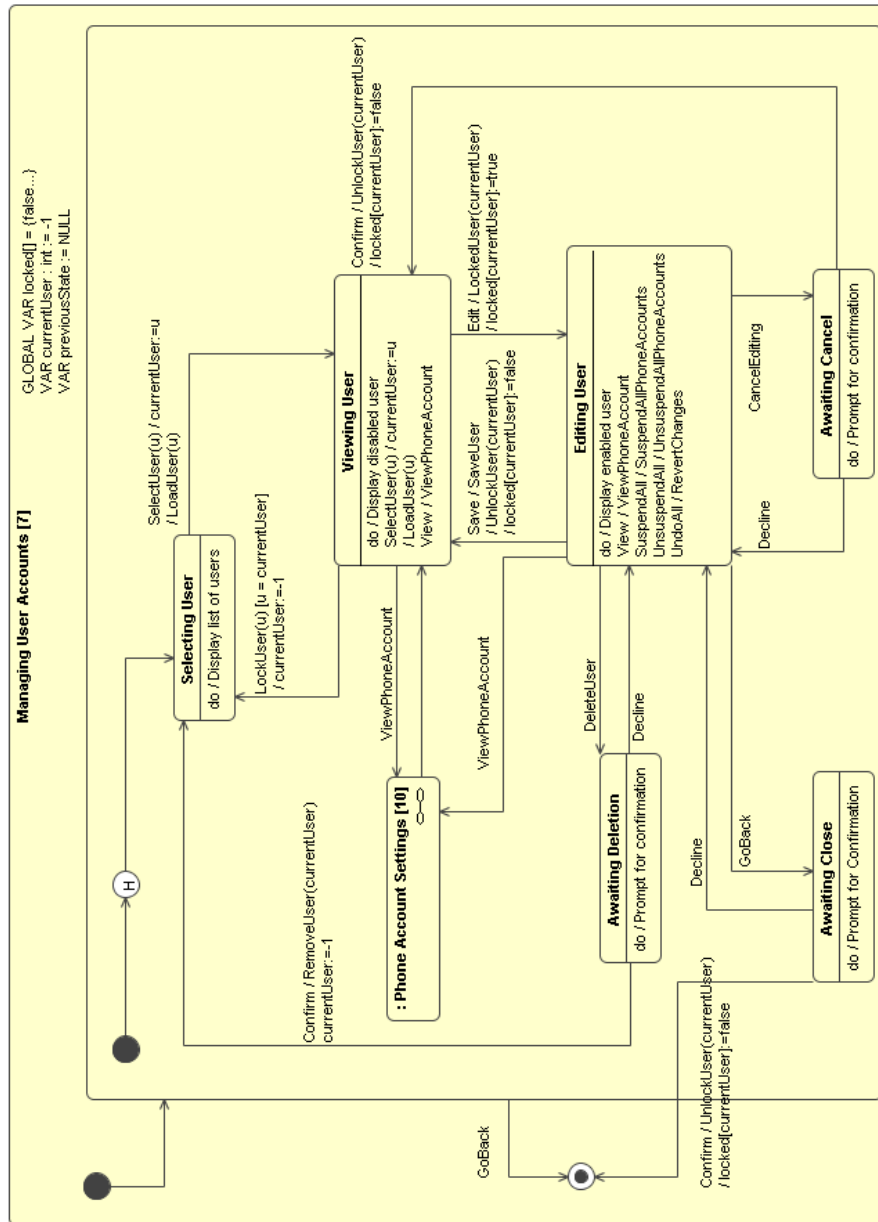 Managing User Accounts [7]
GLOBAL VAR locked[] = {false...}
VAR currentUser : int := -1
VAR previousState := NULL
H
Selecting User
do / Display list of users
SelectUser(u) / currentUser:=u
/ LoadUser(u)
LockUser(u) [u = currentUser]
/ currentUser:=-1
Confirm / RemoveUser(currentUser)
currentUser:=-1
Viewing User
do / Display disabled user
SelectUser(u) / currentUser:=u
/ LoadUser(u)
View / ViewPhoneAccount
Confirm / UnlockUser(currentUser)
/ locked[currentUser]:=false
ViewPhoneAccount
: Phone Account Settings [10]
Save / SaveUser
/ UnlockUser(currentUser)
/ locked[currentUser]:=false
Edit / LockedUser(currentUser)
/ locked[currentUser]:=true
ViewPhoneAccount
Editing User
do / Display enabled user
View / ViewPhoneAccount
SuspendAll / SuspendAllPhoneAccounts
UnsuspendAll / UnsuspendAllPhoneAccounts
UndoAll / RevertChanges
DeleteUser
Decline
Awaiting Deletion
do / Prompt for confirmation
Decline
GoBack
Decline
CancelEditing
Awaiting Close
do / Prompt for Confirmation
Awaiting Cancel
do / Prompt for confirmation
GoBack
Confirm / UnlockUser(currentUser)
/ locked[currentUser]:=false